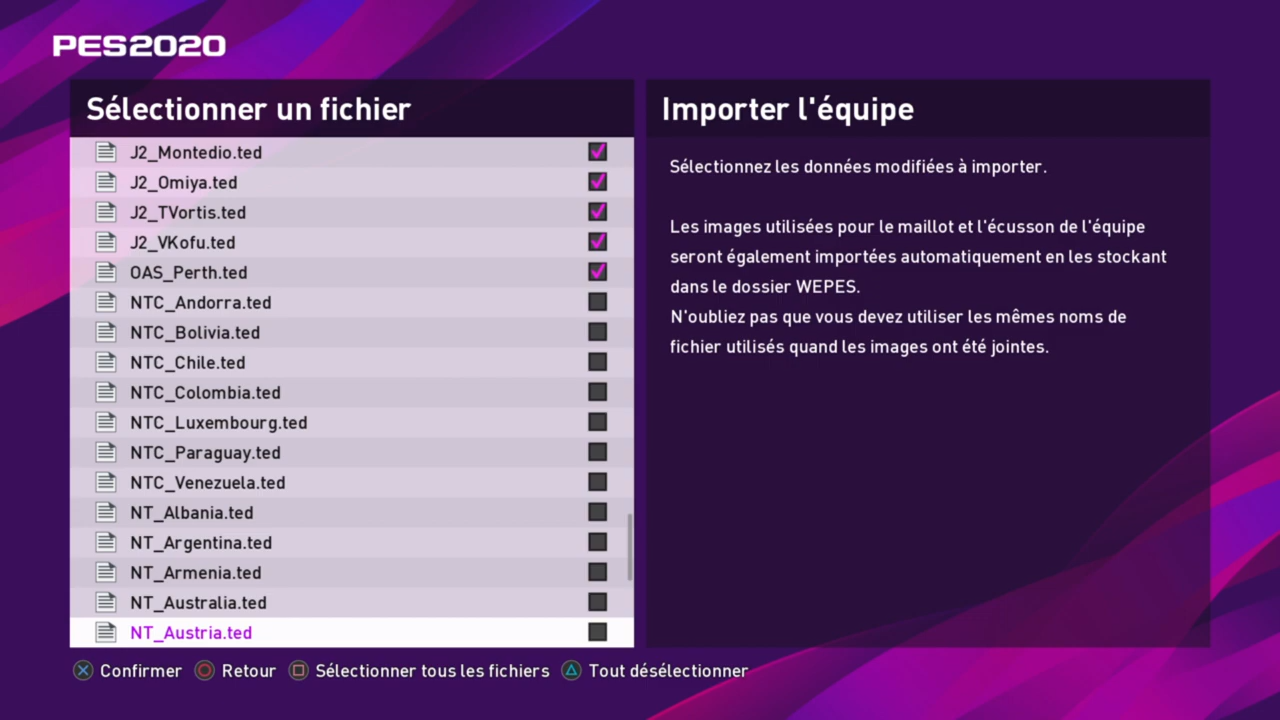 PES2020
Sélectionner un fichier
J2_Montedio.ted
J2_Omiya.ted
J2_TVortis.ted
J2_VKofu.ted
OAS_Perth.ted
NTC_Andorra.ted
NTC_Bolivia.ted
NTC_Chile.ted
NTC_Colombia.ted
NTC_Luxembourg.ted
NTC_Paraguay.ted
NTC_Venezuela.ted
NT_Albania.ted
NT_Argentina.ted
NT_Armenia.ted
NT_Australia.ted
NT_Austria.ted
Importer l'équipe
Sélectionnez les données modifiées à importer.
Les images utilisées pour le maillot et l'écusson de l'équipe
seront également importées automatiquement en les stockant
dans le dossier WEPES.
N'oubliez pas que vous devez utiliser les mêmes noms de
fichier utilisés quand les images ont été jointes.
Confirmer Retour Sélectionner tous les fichiers Tout désélectionner